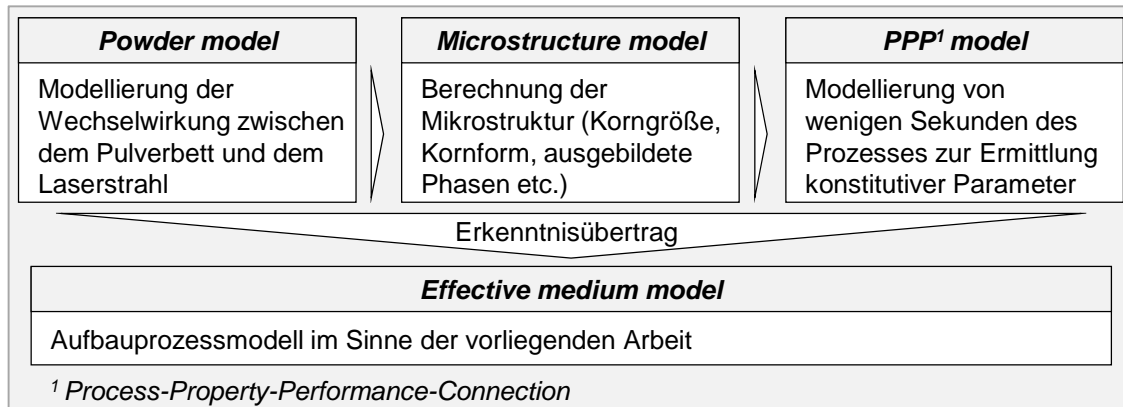 Powder model
Modellierung der
Wechselwirkung zwischen
dem Pulverbett und dem
Laserstrahl
Microstructure model
Berechnung der
Mikrostruktur (Korngröße,
Kornform, ausgebildete
Phasen etc.)
PPP¹ model
Modellierung von
wenigen Sekunden des
Prozesses zur Ermittlung
konstitutiver Parameter
Erkenntnisübertrag
Effective medium model
Aufbauprozessmodell im Sinne der vorliegenden Arbeit
¹ Process-Property-Performance-Connection